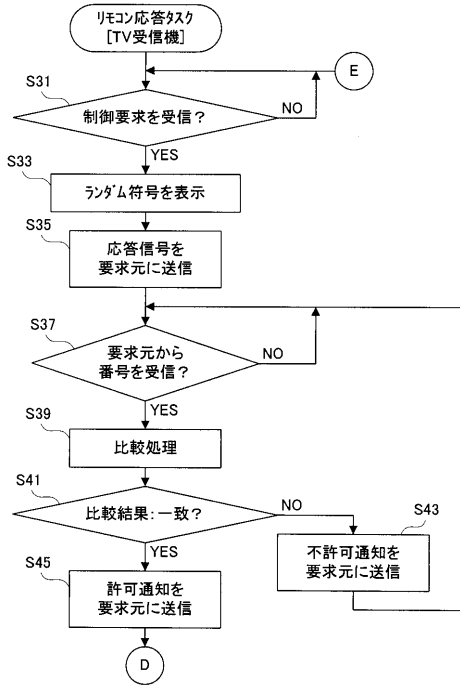 リモコン応答タスク
[TV受信機]
E
S31
制御要求を受信？
NO
YES
S33
ランダム符号を表示
S35
応答信号を
要求元に送信
S37
要求元から
番号を受信？
NO
YES
S39
比較処理
S41
比較結果:一致？
NO
YES
S43
不許可通知を
要求元に送信
S45
許可通知を
要求元に送信
D